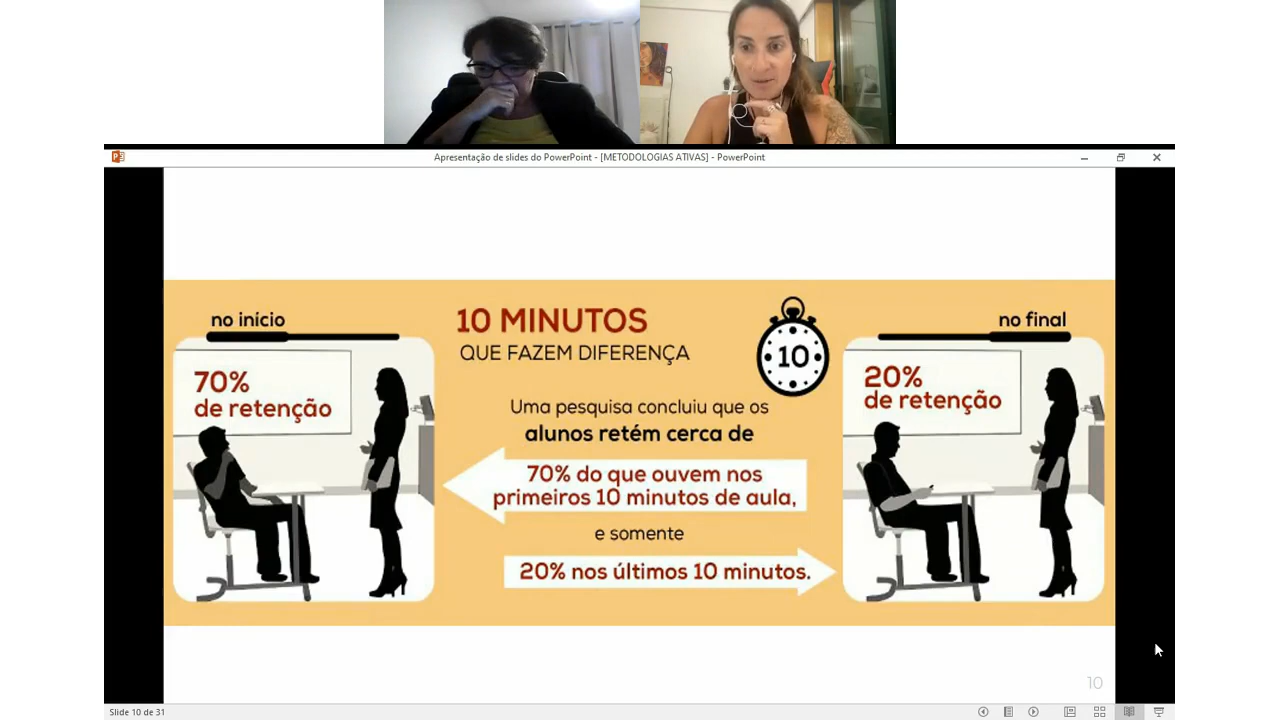 Apresentação de slides do PowerPoint - [METODOLOGIAS ATIVAS] - PowerPoint
no início
70%
de retenção
10 MINUTOS
QUE FAZEM DIFERENÇA
10
Uma pesquisa concluiu que os
alunos retém cerca de
70% do que ouvem nos
primeiros 10 minutos de aula,
e somente
20% nos últimos 10 minutos.
no final
20%
de retenção
10
Slide 10 de 31